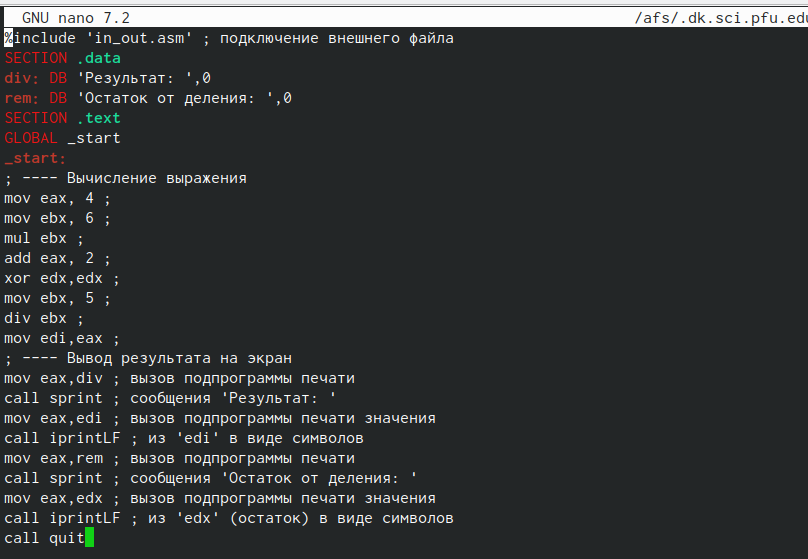 GNU nano 7.2 /afs/.dk.sci.pfu.edu
%include 'in_out.asm' ; подключение внешнего файла
SECTION .data
div: DB 'Результат: ',0
rem: DB 'Остаток от деления: ',0
SECTION .text
GLOBAL _start
_start:
; ---- Вычисление выражения
mov eax, 4 ;
mov ebx, 6 ;
mul ebx ;
add eax, 2 ;
xor edx,edx ;
mov ebx, 5 ;
div ebx ;
mov edi,eax ;
; ---- Вывод результата на экран
mov eax,div ; вызов подпрограммы печати
call sprint ; сообщения 'Результат: '
mov eax,edi ; вызов подпрограммы печати значения
call iprintLF ; из 'edi' в виде символов
mov eax,rem ; вызов подпрограммы печати
call sprint ; сообщения 'Остаток от деления: '
mov eax,edx ; вызов подпрограммы печати значения
call iprintLF ; из 'edx' (остаток) в виде символов
call quit